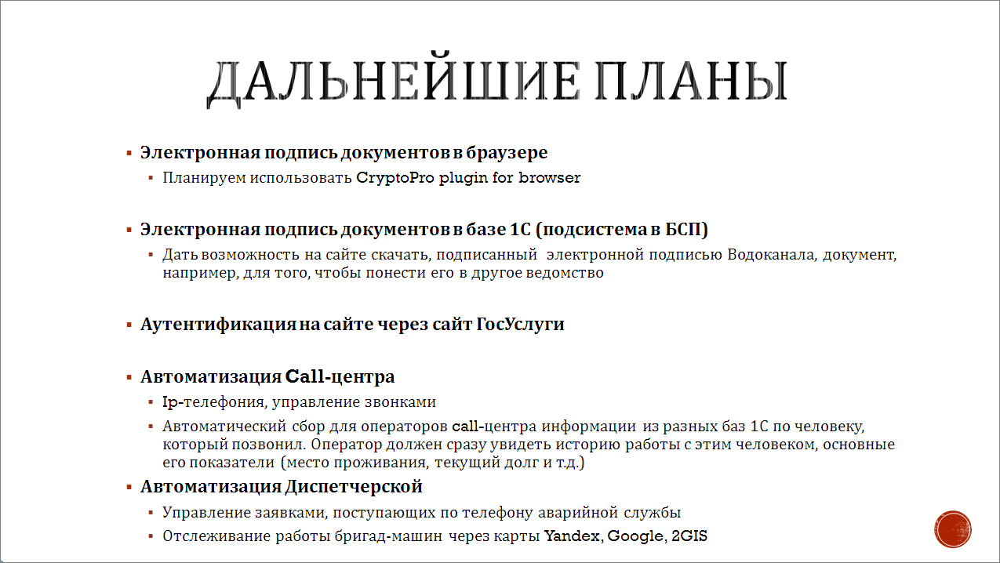 ДАЛЬНЕЙШИЕ ПЛАНЫ
Электронная подпись документов в браузере
Планируем использовать CryptoPro plugin for browser
Электронная подпись документов в базе 1С (подсистема в БСП)
Дать возможность на сайте скачать, подписанный электронной подписью Водоканала, документ,
например, для того, чтобы понести его в другое ведомство
Аутентификация на сайте через сайт ГосУслуги
Автоматизация Call-центра
Ip-телефония, управление звонками
Автоматический сбор для операторов call-центра информации из разных баз 1С по человеку,
который позвонил. Оператор должен сразу увидеть историю работы с этим человеком, основные
его показатели (место проживания, текущий долг и т.д.)
Автоматизация Диспетчерской
Управление заявками, поступающих по телефону аварийной службы
Отслеживание работы бригад-машин через карты Yandex, Google, 2GIS